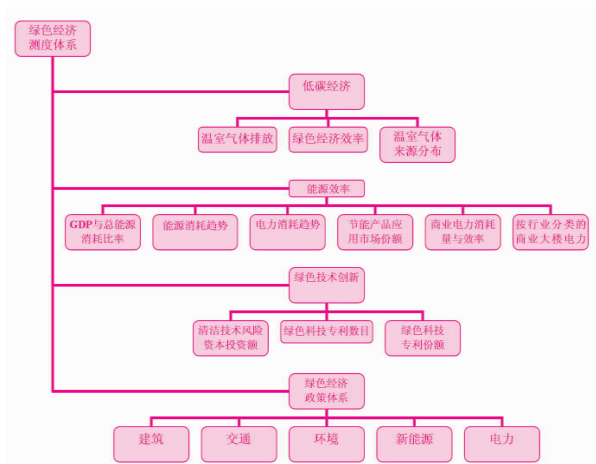 绿色经济
测度体系
低碳经济
温室气体排放
绿色经济效率
温室气体
来源分布
能源效率
GDP与总能源
消耗比率
能源消耗趋势
电力消耗趋势
节能产品应
用市场份额
商业电力消耗
量与效率
按行业分类的
商业大楼电力
绿色技术创新
清洁技术风险
资本投资额
绿色科技专利数目
绿色科技
专利份额
绿色经济
政策体系
建筑
交通
环境
新能源
电力